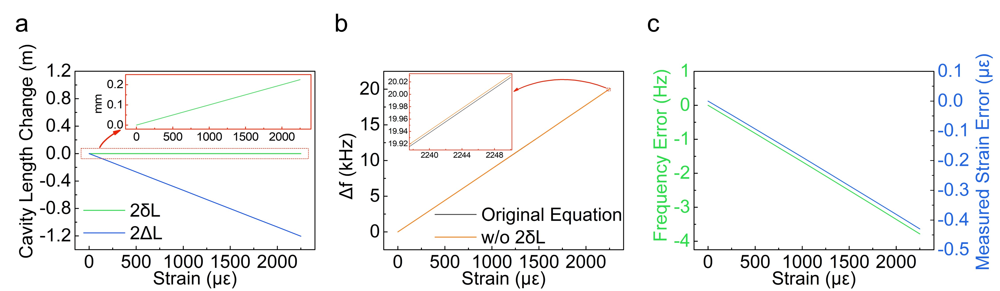 a
Cavity Length Change (m)
1.2
0.8
0.4
0.0
-0.4
-0.8
-1.2
mm
0.2
0.1
0.0
0 500 1000 1500 2000
2δL
2ΔL
0 500 1000 1500 2000
Strain (με)
b
Δf (kHz)
20
15
10
5
0
20.02
20.00
19.98
19.96
19.94
19.92
2240 2244 2248
Original Equation
w/o 2δL
0 500 1000 1500 2000
Strain (με)
c
Frequency Error (Hz)
1
0
-1
-2
-3
-4
0.1
0.0
-0.1
-0.2
-0.3
-0.4
-0.5
Measured Strain Error (με)
0 500 1000 1500 2000
Strain (με)